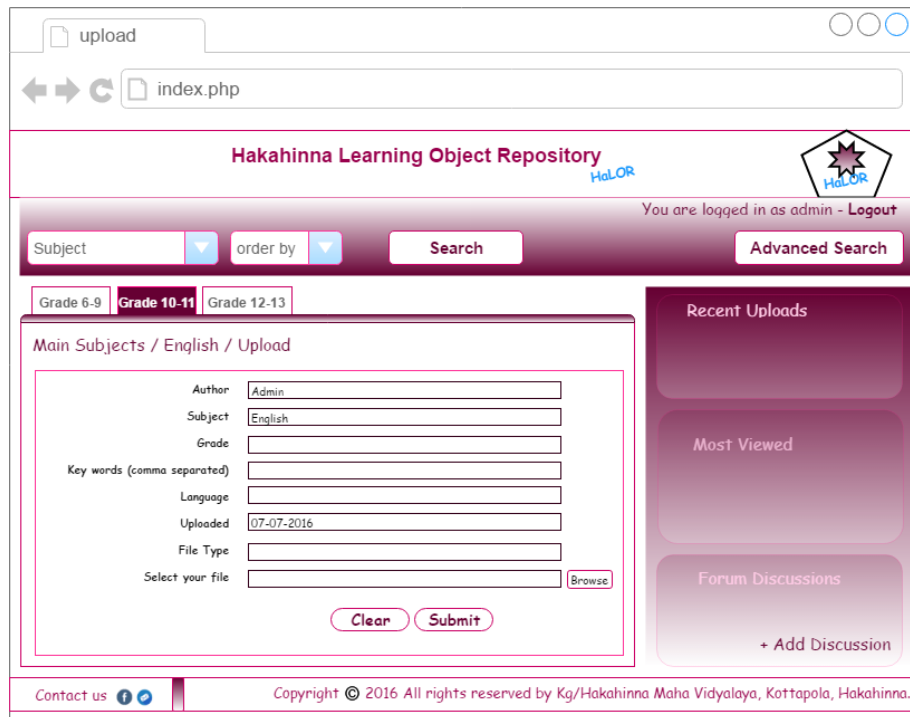 upload
index.php
Hakahinna Learning Object Repository
HaLOR
HaLOR
You are logged in as admin - Logout
Subject
order by
Search
Advanced Search
Grade 6-9
Grade 10-11
Grade 12-13
Main Subjects / English / Upload
Author
Admin
Subject
English
Grade
Key words (comma separated)
Language
Uploaded
07-07-2016
File Type
Select your file
Browse
Clear
Submit
Recent Uploads
Most Viewed
Forum Discussions
+ Add Discussion
Contact us
Copyright © 2016 All rights reserved by Kg/Hakahinna Maha Vidyalaya, Kottapola, Hakahinna.